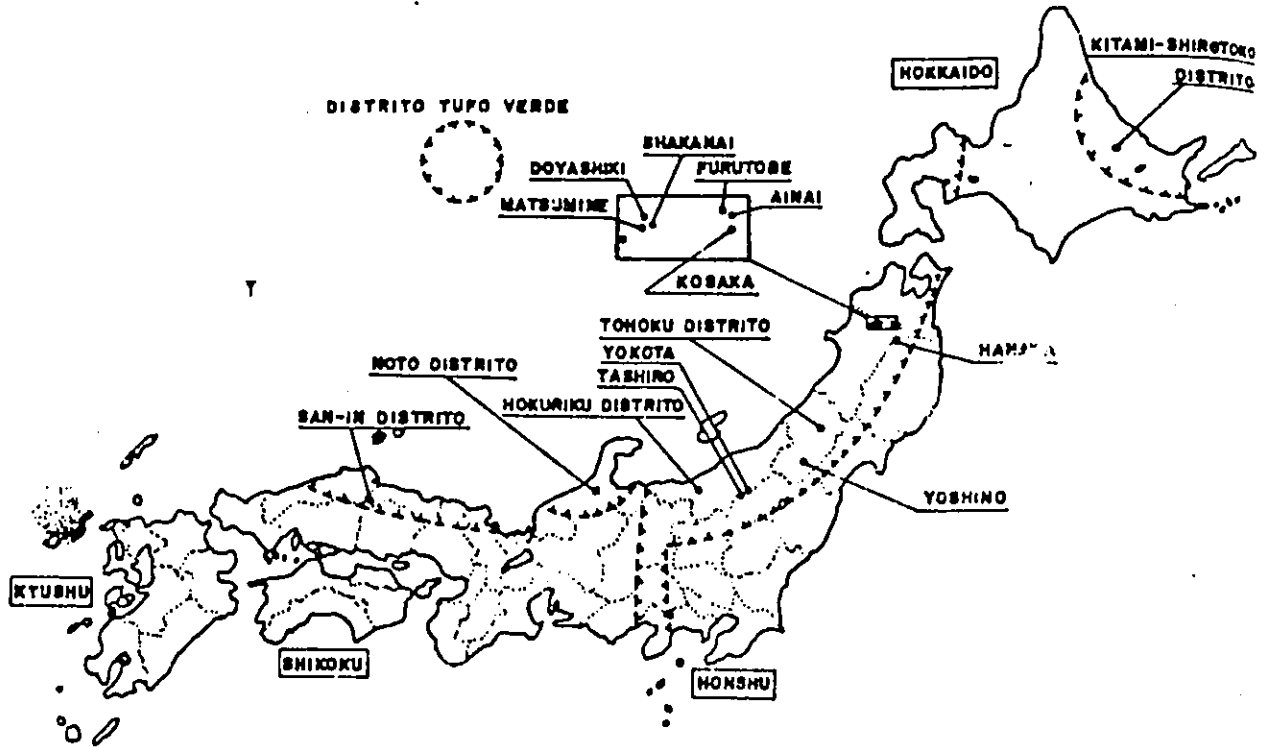 KITAMI-SHIRETOKO
DISTRITO
HOKKAIDO
DISTRITO TUFO VERDE
SHAKANAI
DOYASHIKI
FURUTOBE
MATSUMINE
AINAI
KOSAKA
TOHOKU DISTRITO
YOKOTA
TASHIRO
NOTO DISTRITO
HOKURIKU DISTRITO
SAN-IN DISTRITO
YOSHINO
KYUSHU
SHIKOKU
HONSHU